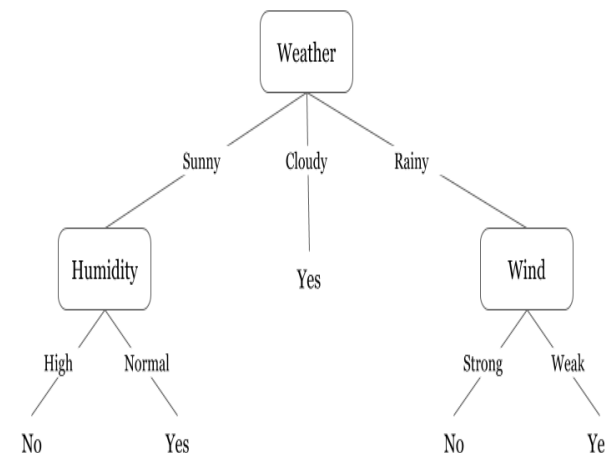 Weather
Sunny Cloudy Rainy
Humidity Yes Wind
High Normal Strong Weak
No Yes No Ye